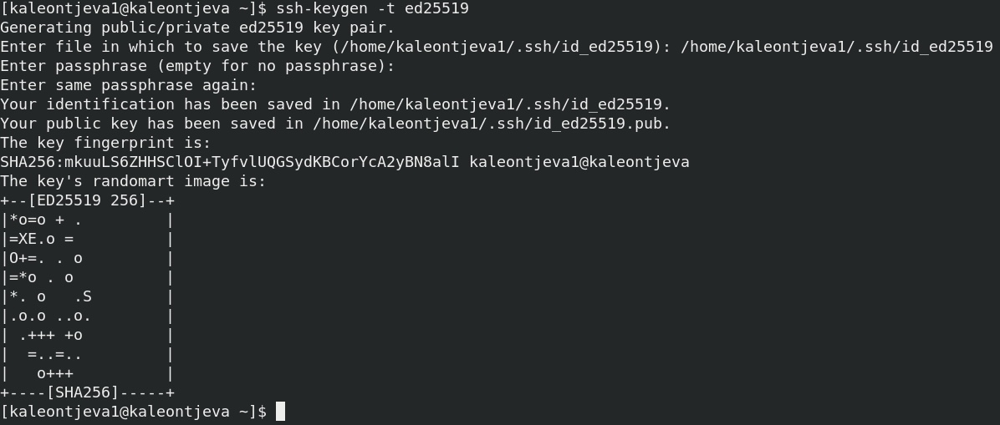 [kaleontjeva1@kaleontjeva ~]$ ssh-keygen -t ed25519
Generating public/private ed25519 key pair.
Enter file in which to save the key (/home/kaleontjeva1/.ssh/id_ed25519): /home/kaleontjeva1/.ssh/id_ed25519
Enter passphrase (empty for no passphrase):
Enter same passphrase again:
Your identification has been saved in /home/kaleontjeva1/.ssh/id_ed25519.
Your public key has been saved in /home/kaleontjeva1/.ssh/id_ed25519.pub.
The key fingerprint is:
SHA256:mkuuLS6ZHHSClOI+TyfvlUQGSydKBCorYcA2yBN8alI kaleontjeva1@kaleontjeva
The key's randomart image is:
+--[ED25519 256]--+
|*o=o + .         |
|=XE.o =          |
|O+=. . o         |
|=*o . o          |
|*. o   .S        |
|.o.o ..o.        |
| .+++ +o         |
|  =..=..         |
|   o+++          |
+----[SHA256]-----+
[kaleontjeva1@kaleontjeva ~]$